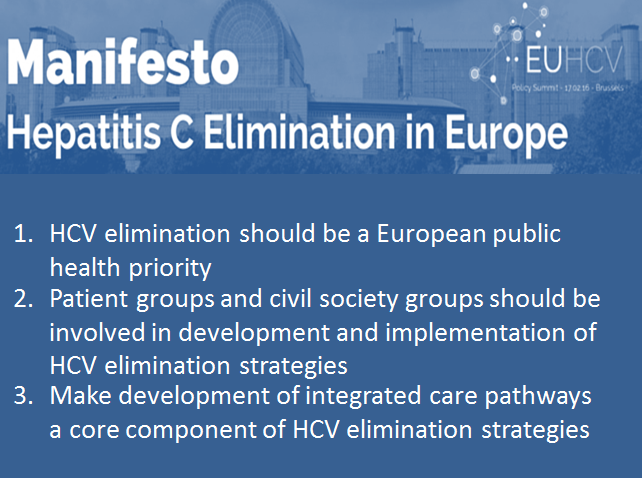 Manifesto
EUHCV
Policy Summit - 17.02.16 - Brussels
Hepatitis C Elimination in Europe
1. HCV elimination should be a European public
health priority
2. Patient groups and civil society groups should be
involved in development and implementation of
HCV elimination strategies
3. Make development of integrated care pathways
a core component of HCV elimination strategies